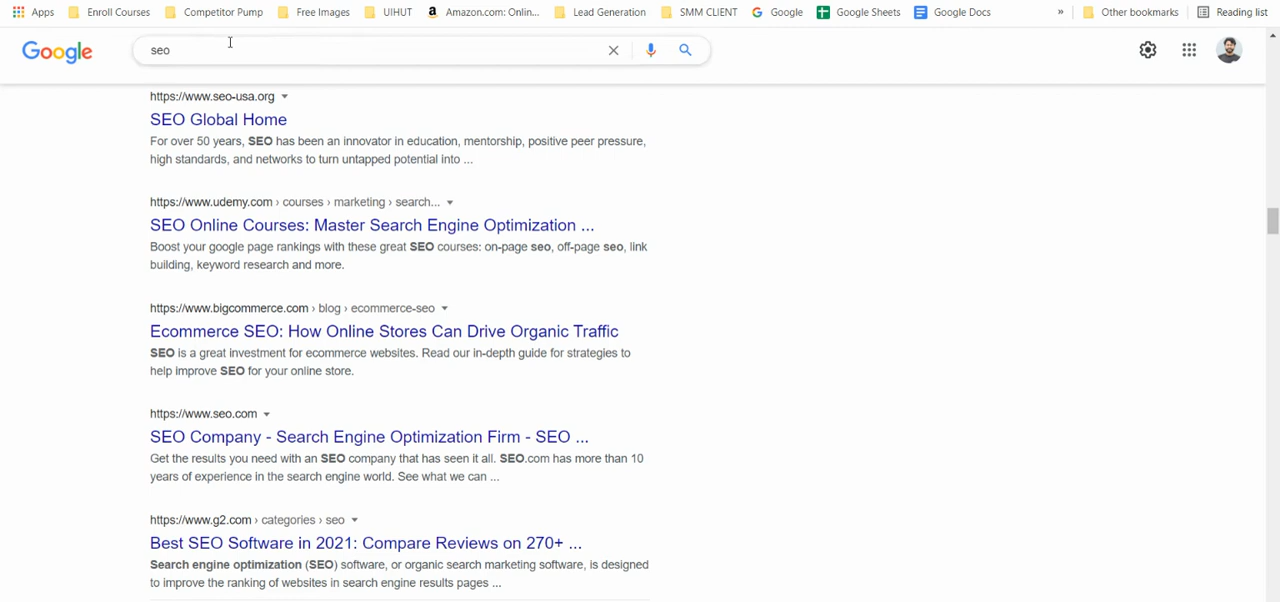 Apps Enroll Courses Competitor Pump Free Images UIHUT Amazon.com: Onlin... Lead Generation SMM CLIENT Google Google Sheets Google Docs » Other bookmarks Reading list
Google seo
https://www.seo-usa.org
SEO Global Home
For over 50 years, SEO has been an innovator in education, mentorship, positive peer pressure,
high standards, and networks to turn untapped potential into ...
https://www.udemy.com › courses › marketing › search...
SEO Online Courses: Master Search Engine Optimization ...
Boost your google page rankings with these great SEO courses: on-page seo, off-page seo, link
building, keyword research and more.
https://www.bigcommerce.com › blog › ecommerce-seo
Ecommerce SEO: How Online Stores Can Drive Organic Traffic
SEO is a great investment for ecommerce websites. Read our in-depth guide for strategies to
help improve SEO for your online store.
https://www.seo.com
SEO Company - Search Engine Optimization Firm - SEO ...
Get the results you need with an SEO company that has seen it all. SEO.com has more than 10
years of experience in the search engine world. See what we can ...
https://www.g2.com › categories › seo
Best SEO Software in 2021: Compare Reviews on 270+ ...
Search engine optimization (SEO) software, or organic search marketing software, is designed
to improve the ranking of websites in search engine results pages ...